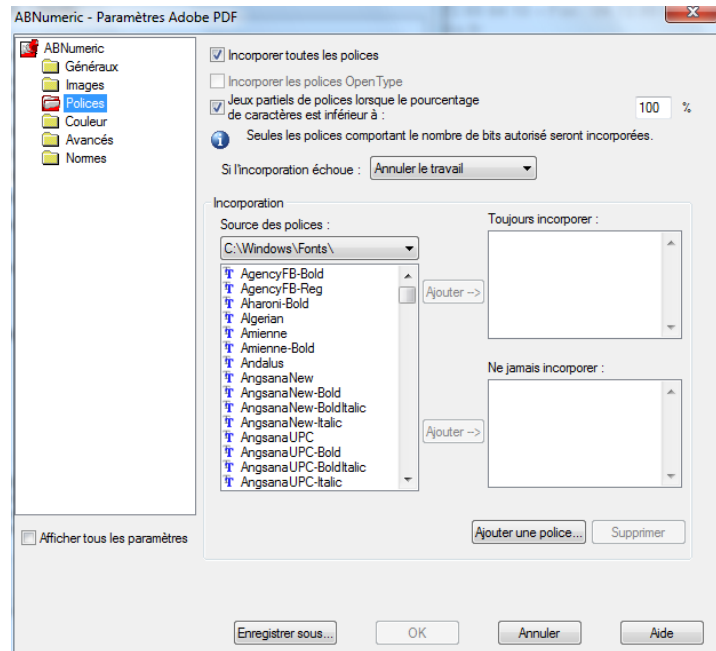 ABNumeric - Paramètres Adobe PDF
ABNumeric
Généraux
Images
Polices
Couleur
Avancés
Normes
Afficher tous les paramètres
Incorporer toutes les polices
Incorporer les polices OpenType
Jeux partiels de polices lorsque le pourcentage
de caractères est inférieur à :
100 %
Seules les polices comportant le nombre de bits autorisé seront incorporées.
Si l'incorporation échoue : Annuler le travail
Incorporation
Source des polices :
C:\Windows\Fonts\
AgencyFB-Bold
AgencyFB-Reg
Aharoni-Bold
Algerian
Amienne
Amienne-Bold
Andalus
AngsanaNew
AngsanaNew-Bold
AngsanaNew-BoldItalic
AngsanaNew-Italic
AngsanaUPC
AngsanaUPC-Bold
AngsanaUPC-BoldItalic
AngsanaUPC-Italic
Ajouter -->
Ajouter -->
Toujours incorporer :
Ne jamais incorporer :
Ajouter une police... Supprimer
Enregistrer sous... OK Annuler Aide